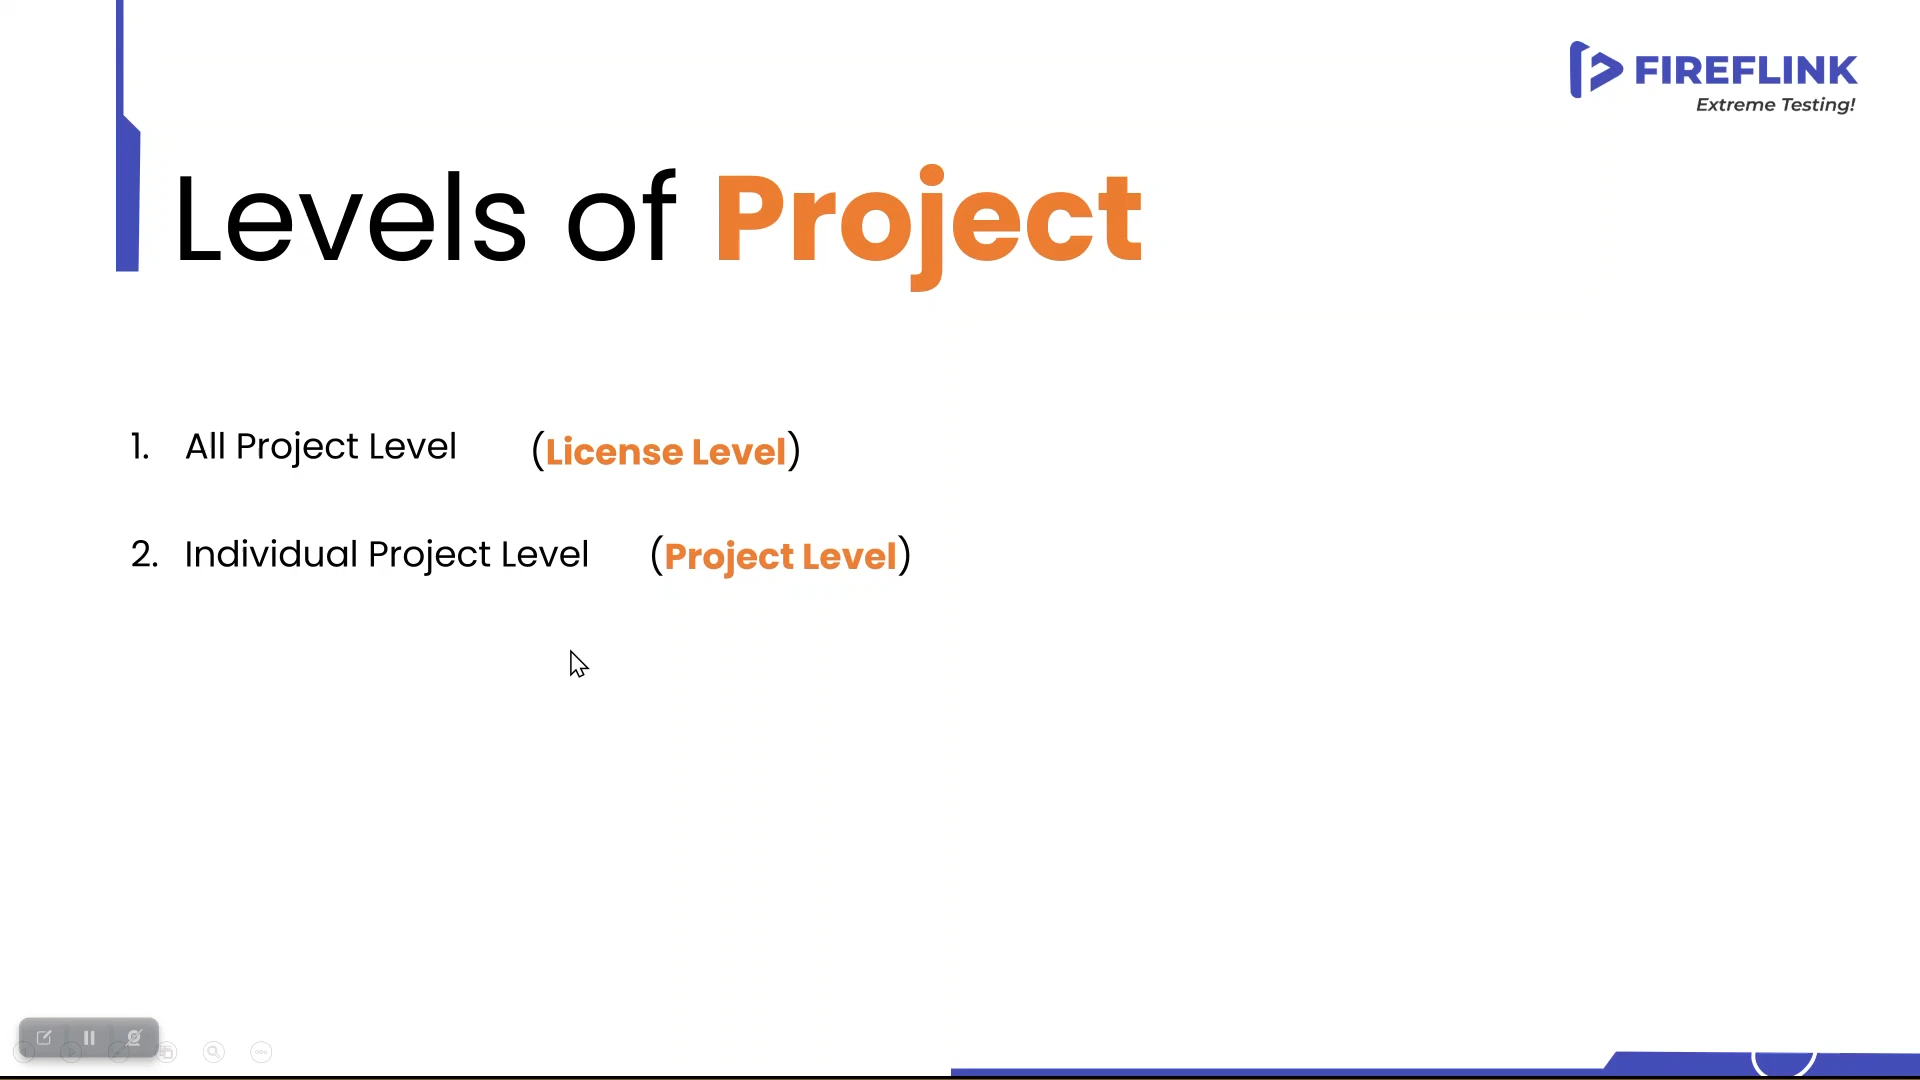 FIREFLINK
Extreme Testing!
Levels of Project
1. All Project Level (License Level)
2. Individual Project Level (Project Level)